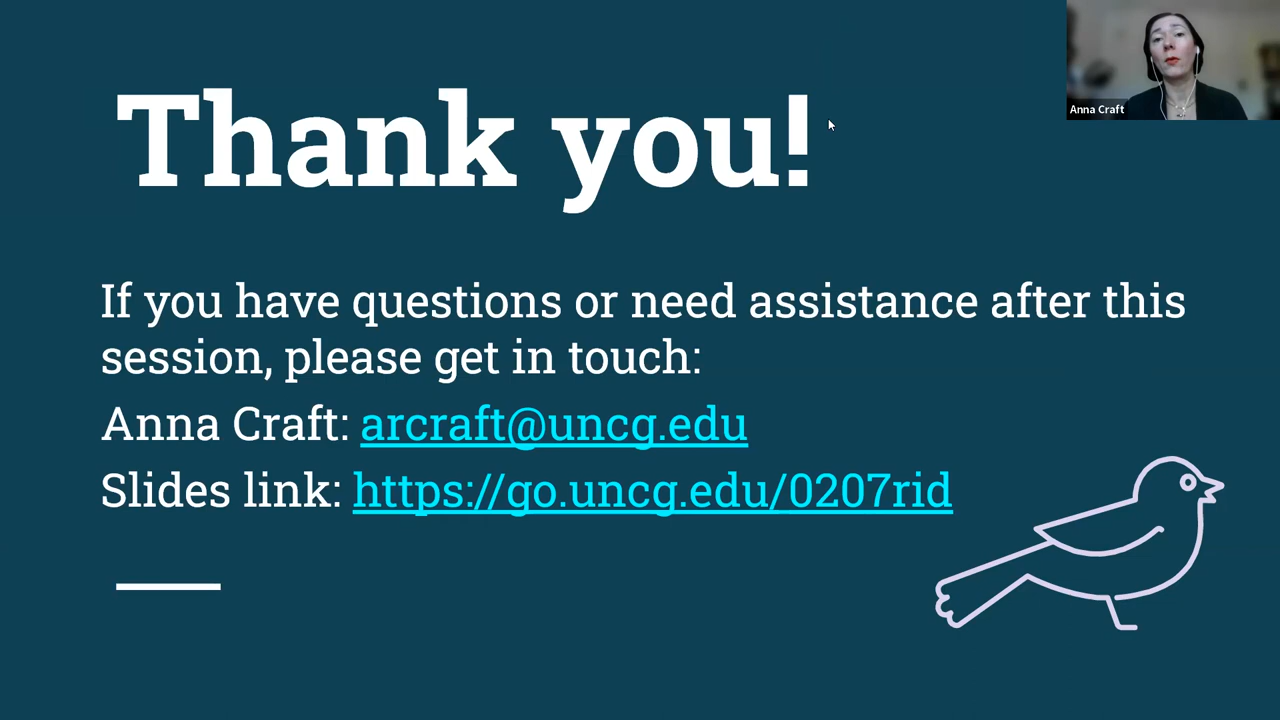 Thank you!
Anna Craft
If you have questions or need assistance after this
session, please get in touch:
Anna Craft: arcraft@uncg.edu
Slides link: https://go.uncg.edu/0207rid